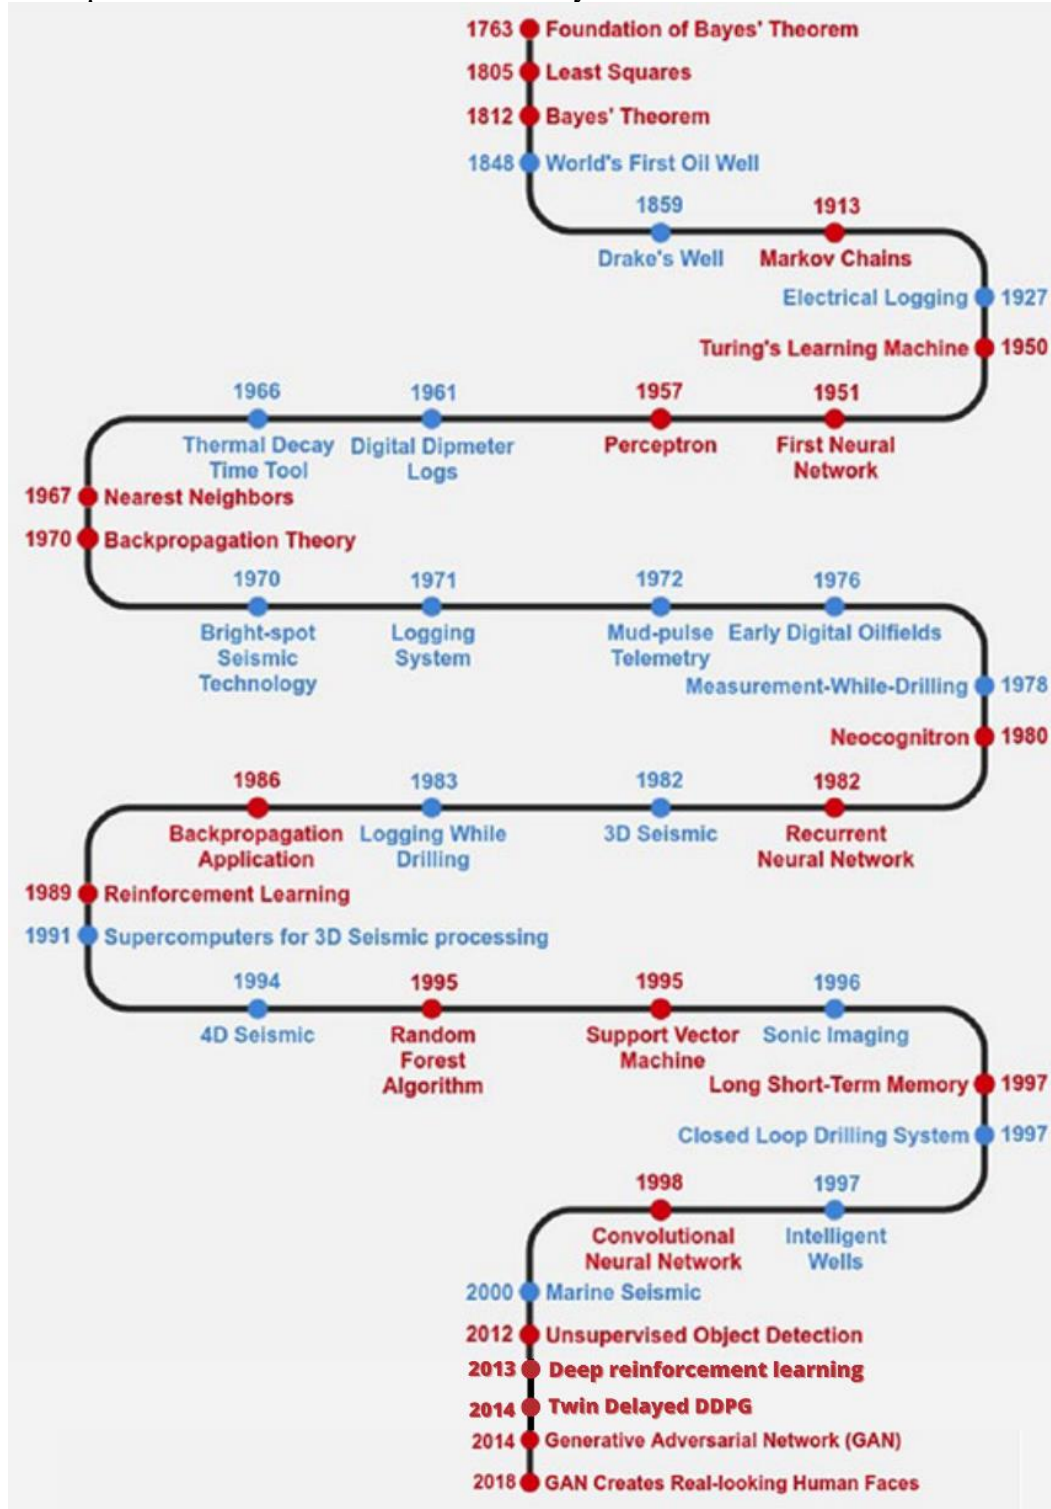 1763 Foundation of Bayes' Theorem
1805 Least Squares
1812 Bayes' Theorem
1848 World's First Oil Well
1859
Drake's Well
1913
Markov Chains
Electrical Logging 1927
Turing's Learning Machine 1950
1951
First Neural
Network
1957
Perceptron
1961
Digital Dipmeter
Logs
1966
Thermal Decay
Time Tool
1967 Nearest Neighbors
1970 Backpropagation Theory
1970
Bright-spot
Seismic
Technology
1971
Logging
System
1972
Mud-pulse
Telemetry
1976
Early Digital Oilfields
Measurement-While-Drilling 1978
Neocognitron 1980
1982
Recurrent
Neural Network
1982
3D Seismic
1983
Logging While
Drilling
1986
Backpropagation
Application
1989 Reinforcement Learning
1991 Supercomputers for 3D Seismic processing
1994
4D Seismic
1995
Random
Forest
Algorithm
1995
Support Vector
Machine
1996
Sonic Imaging
Long Short-Term Memory 1997
Closed Loop Drilling System 1997
1997
Intelligent
Wells
1998
Convolutional
Neural Network
2000 Marine Seismic
2012 Unsupervised Object Detection
2013 Deep reinforcement learning
2014 Twin Delayed DDPG
2014 Generative Adversarial Network (GAN)
2018 GAN Creates Real-looking Human Faces